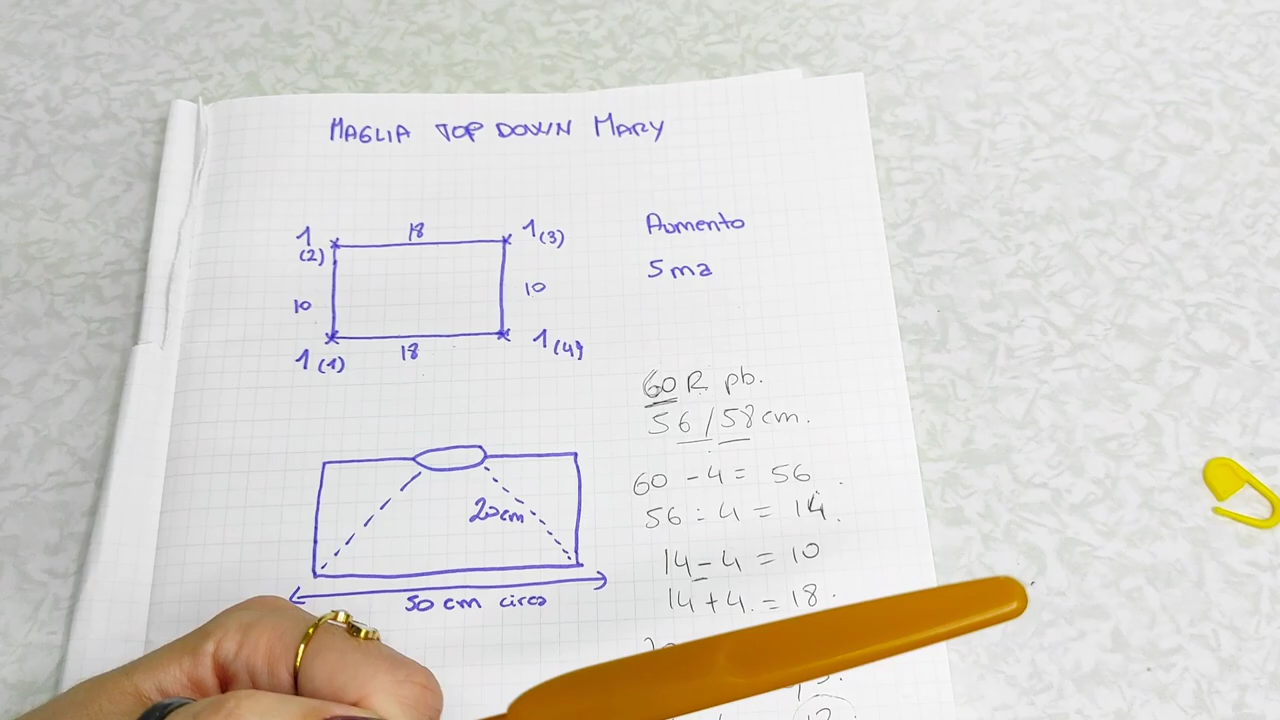 MAGLIA TOP DOWN MARY
1 18 1 (3)
(2)
10 10
1 (1) 18 1 (4)
Aumento
5 ma
60 R pb.
56/58 cm.
60 - 4 = 56
56 : 4 = 14.
14 - 4 = 10
14 + 4. = 18.
20 cm
50 cm circa